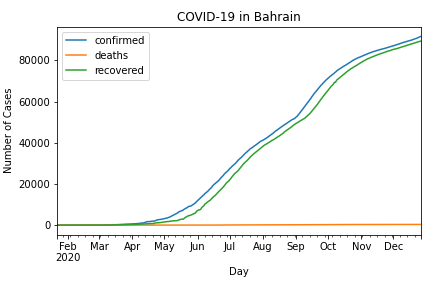 COVID-19 in Bahrain
confirmed
deaths
recovered
Number of Cases
80000
60000
40000
20000
0
Feb Mar Apr May Jun Jul Aug Sep Oct Nov Dec
2020
Day